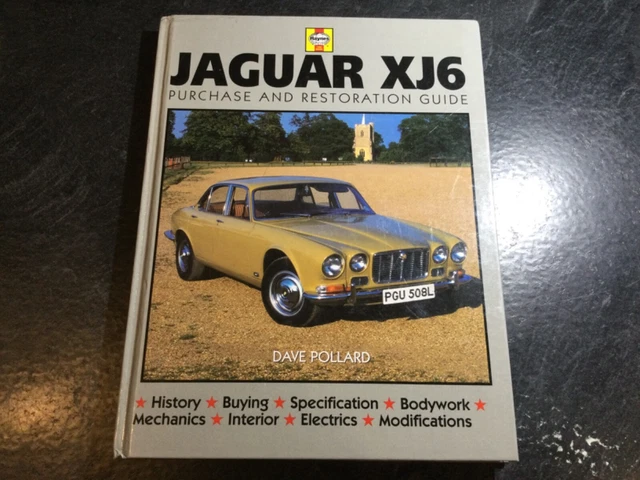 Haynes
JAGUAR XJ6
PURCHASE AND RESTORATION GUIDE
PGU 508L
DAVE POLLARD
★ History ★ Buying ★ Specification ★ Bodywork ★
Mechanics ★ Interior ★ Electrics ★ Modifications